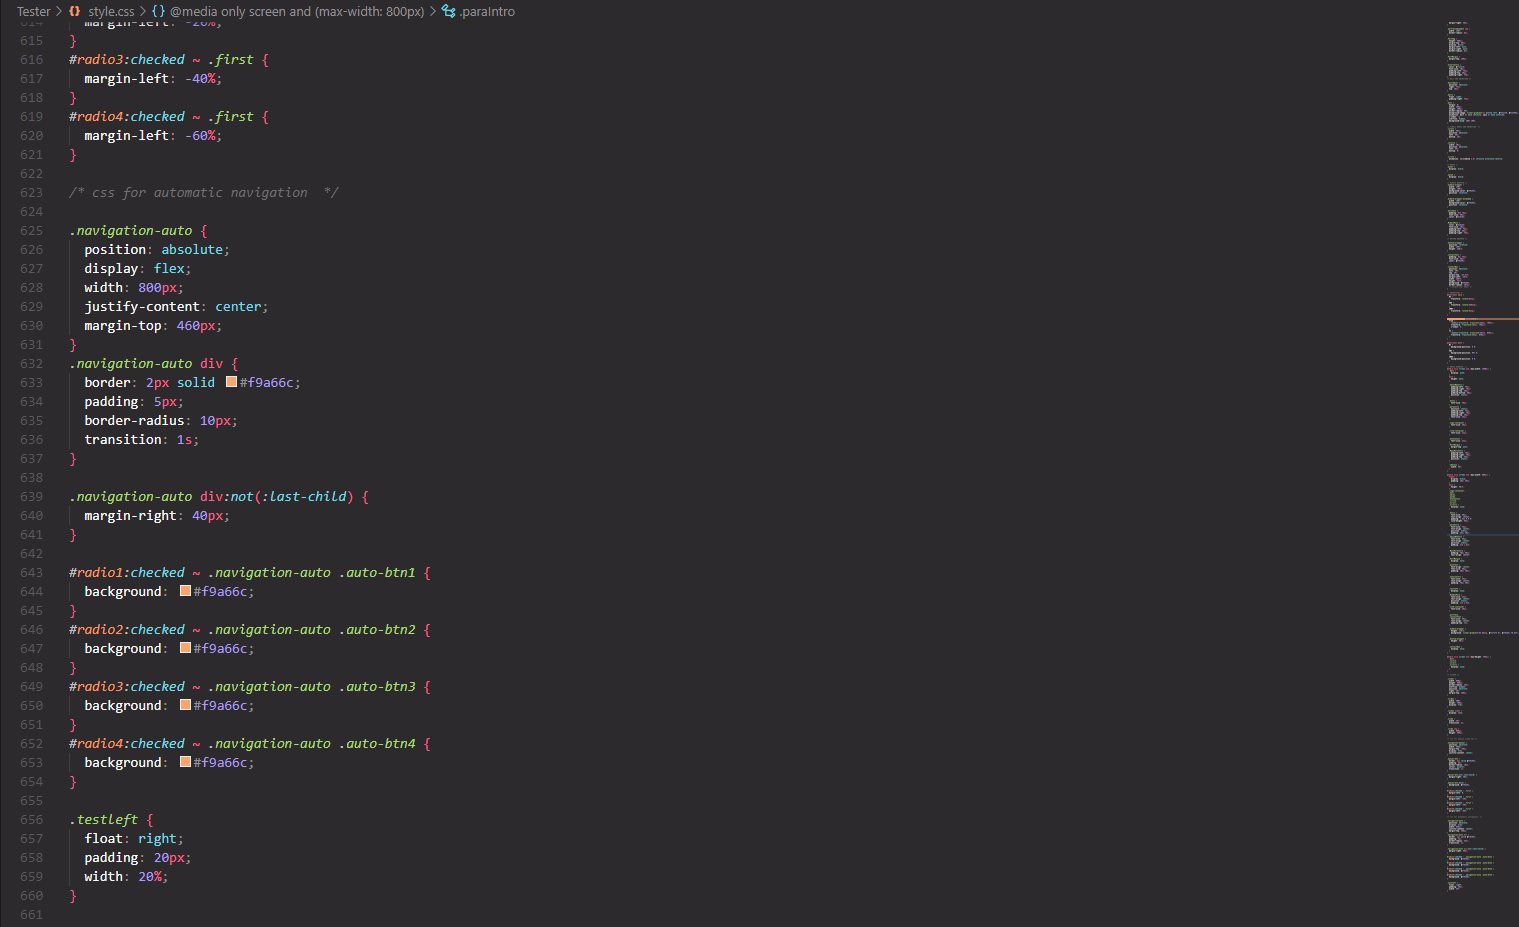 Tester > style.css > {} @media only screen and (max-width: 800px) > .paraIntro
614 margin-left: -20%;
615 }
616 #radio3:checked ~ .first {
617 margin-left: -40%;
618 }
619 #radio4:checked ~ .first {
620 margin-left: -60%;
621 }
622
623 /* css for automatic navigation  */
624
625 .navigation-auto {
626 position: absolute;
627 display: flex;
628 width: 800px;
629 justify-content: center;
630 margin-top: 460px;
631 }
632 .navigation-auto div {
633 border: 2px solid #f9a66c;
634 padding: 5px;
635 border-radius: 10px;
636 transition: 1s;
637 }
638
639 .navigation-auto div:not(:last-child) {
640 margin-right: 40px;
641 }
642
643 #radio1:checked ~ .navigation-auto .auto-btn1 {
644 background: #f9a66c;
645 }
646 #radio2:checked ~ .navigation-auto .auto-btn2 {
647 background: #f9a66c;
648 }
649 #radio3:checked ~ .navigation-auto .auto-btn3 {
650 background: #f9a66c;
651 }
652 #radio4:checked ~ .navigation-auto .auto-btn4 {
653 background: #f9a66c;
654 }
655
656 .testleft {
657 float: right;
658 padding: 20px;
659 width: 20%;
660 }
661